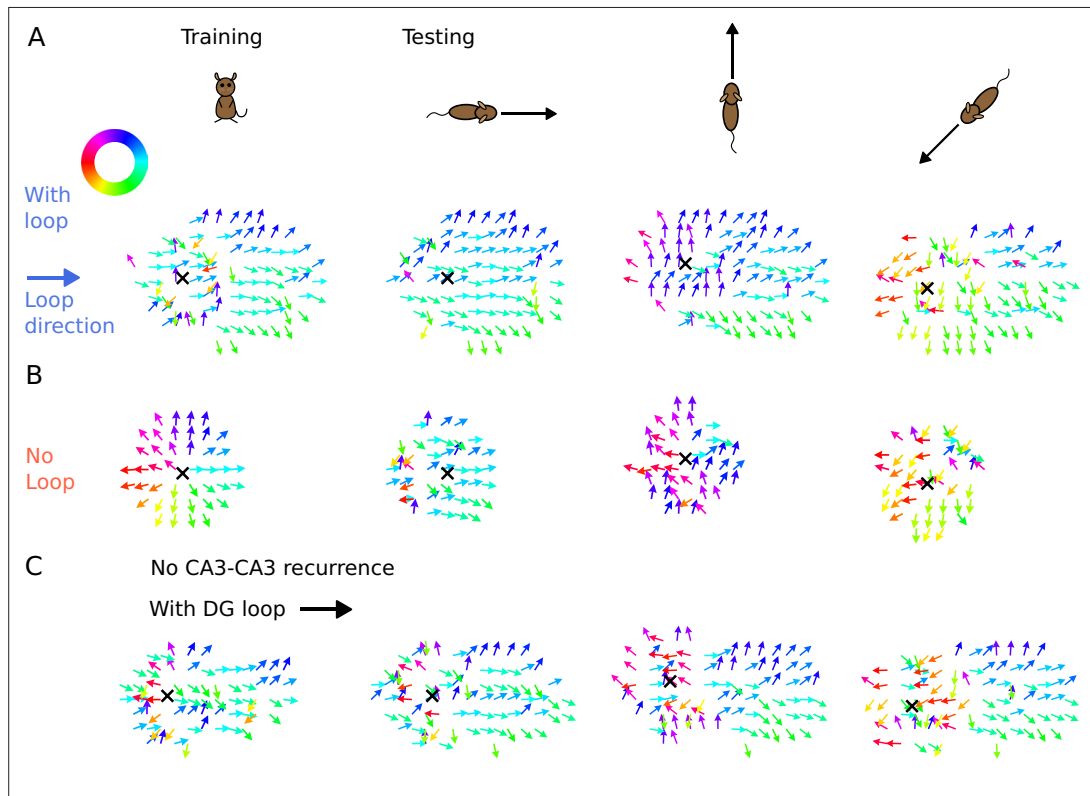 A
Training
Testing
With
loop
Loop
direction
B
No
Loop
C
No CA3-CA3 recurrence
With DG loop